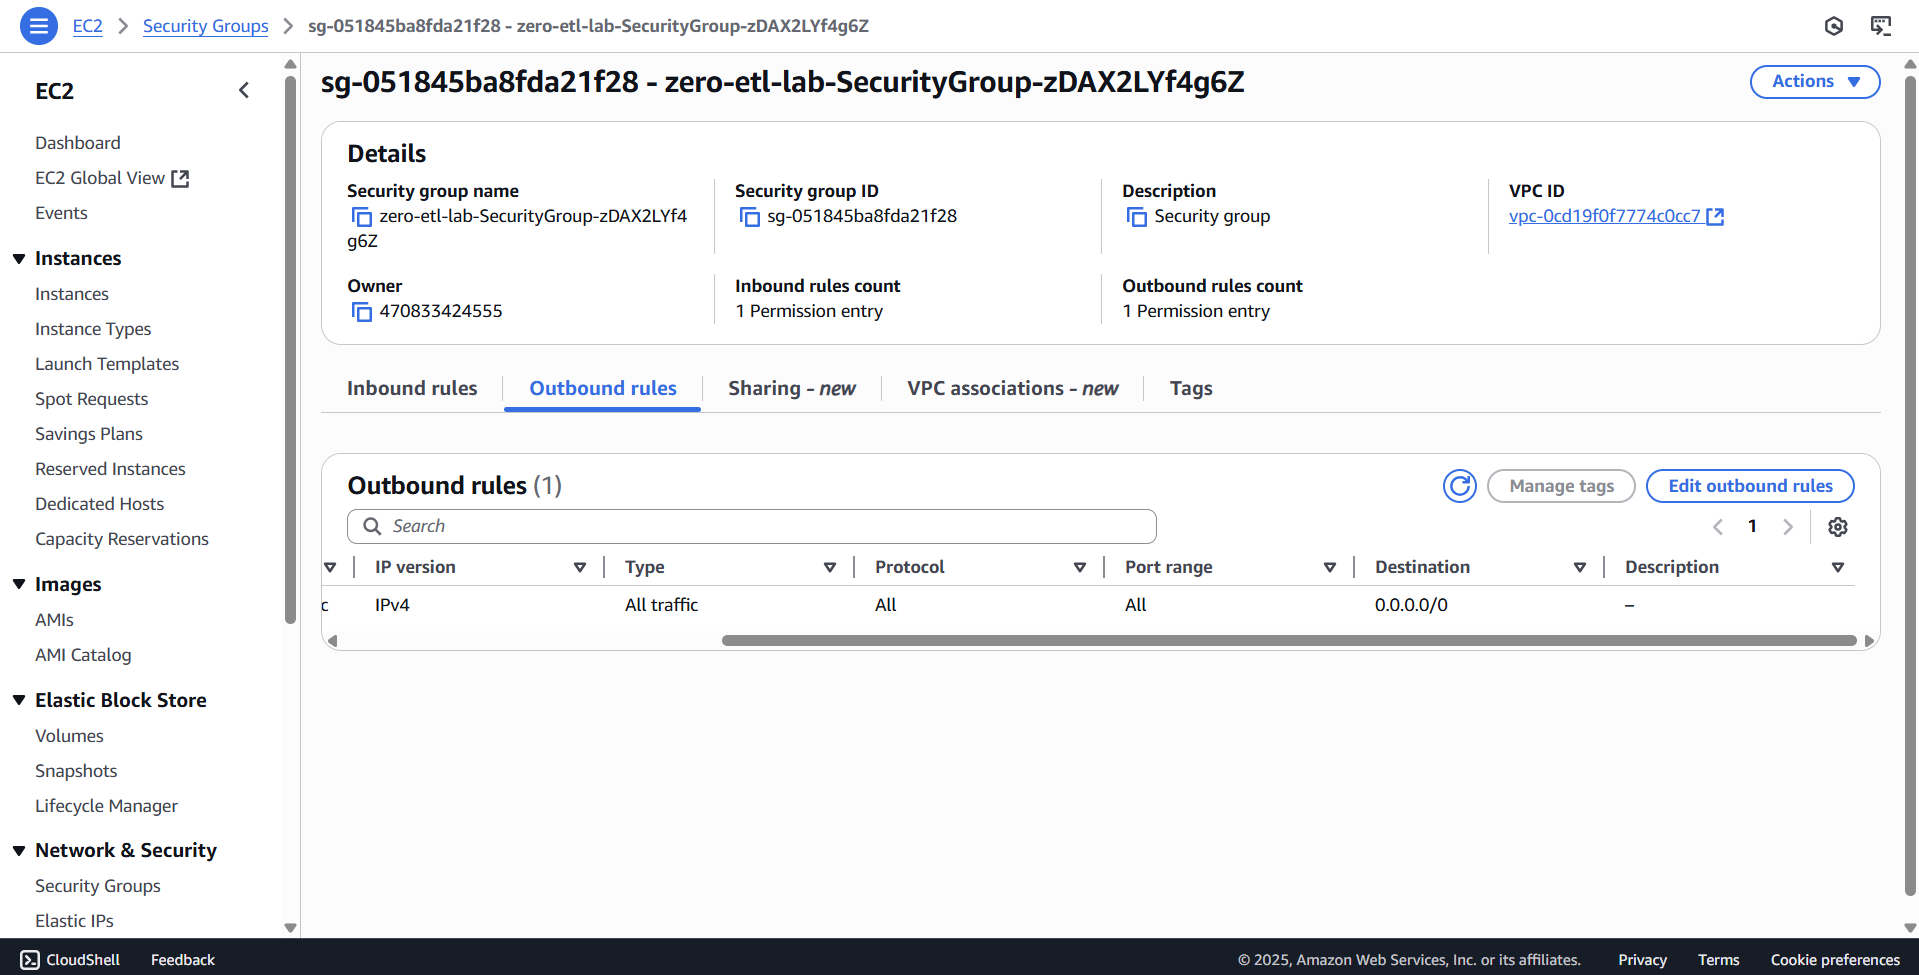 EC2 > Security Groups > sg-051845ba8fda21f28 - zero-etl-lab-SecurityGroup-zDAX2LYf4g6Z
EC2
Dashboard
EC2 Global View
Events
Instances
Instances
Instance Types
Launch Templates
Spot Requests
Savings Plans
Reserved Instances
Dedicated Hosts
Capacity Reservations
Images
AMIs
AMI Catalog
Elastic Block Store
Volumes
Snapshots
Lifecycle Manager
Network & Security
Security Groups
Elastic IPs
sg-051845ba8fda21f28 - zero-etl-lab-SecurityGroup-zDAX2LYf4g6Z
Actions
Details
Security group name
zero-etl-lab-SecurityGroup-zDAX2LYf4
g6Z
Security group ID
sg-051845ba8fda21f28
Description
Security group
VPC ID
vpc-0cd19f0f7774c0cc7
Owner
470833424555
Inbound rules count
1 Permission entry
Outbound rules count
1 Permission entry
Inbound rules
Outbound rules
Sharing - new
VPC associations - new
Tags
Outbound rules (1)
Manage tags
Edit outbound rules
Search
1
IP version Type Protocol Port range Destination Description
c IPv4 All traffic All All 0.0.0.0/0 –
CloudShell Feedback © 2025, Amazon Web Services, Inc. or its affiliates. Privacy Terms Cookie preferences